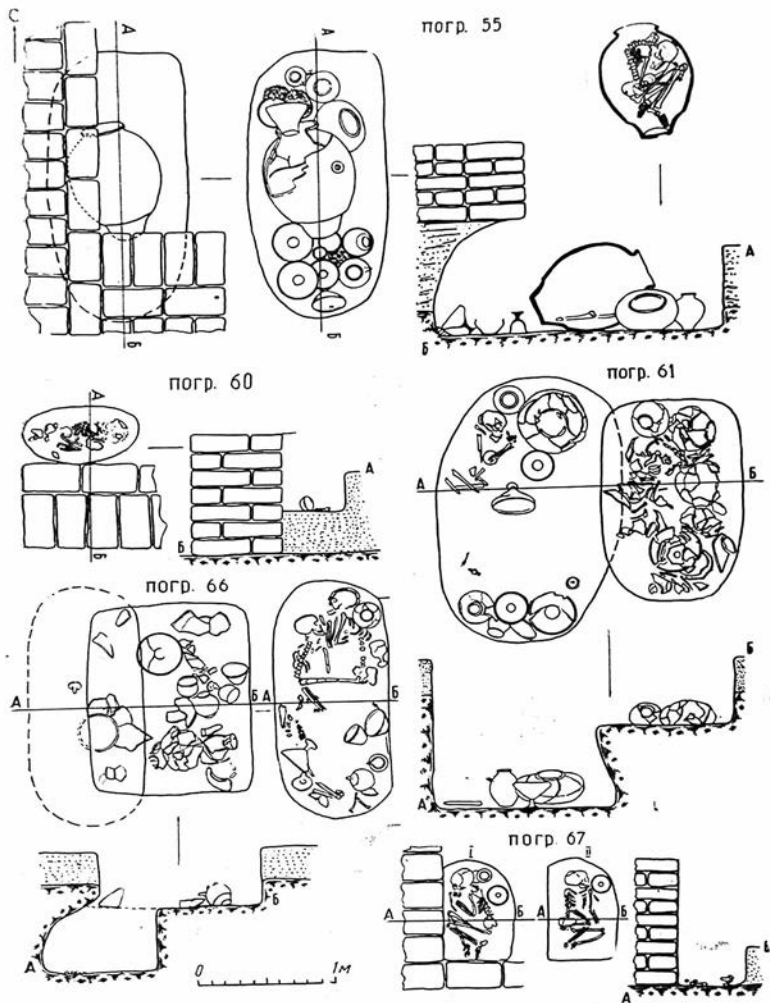 С
А
А
погр. 55
А
Б
Б
Б
А
погр. 60
погр. 61
А
Б
А
Б
А
Б
погр. 66
Б
А
Б
А
Б
А
погр. 67
I
II
А
Б
А
Б
Б
А
Б
А
0
1м